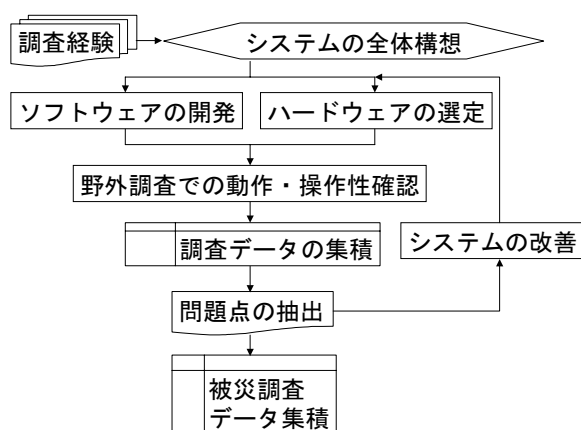 調査経験
システムの全体構想
ソフトウェアの開発
ハードウェアの選定
野外調査での動作・操作性確認
調査データの集積
システムの改善
問題点の抽出
被災調査
データ集積